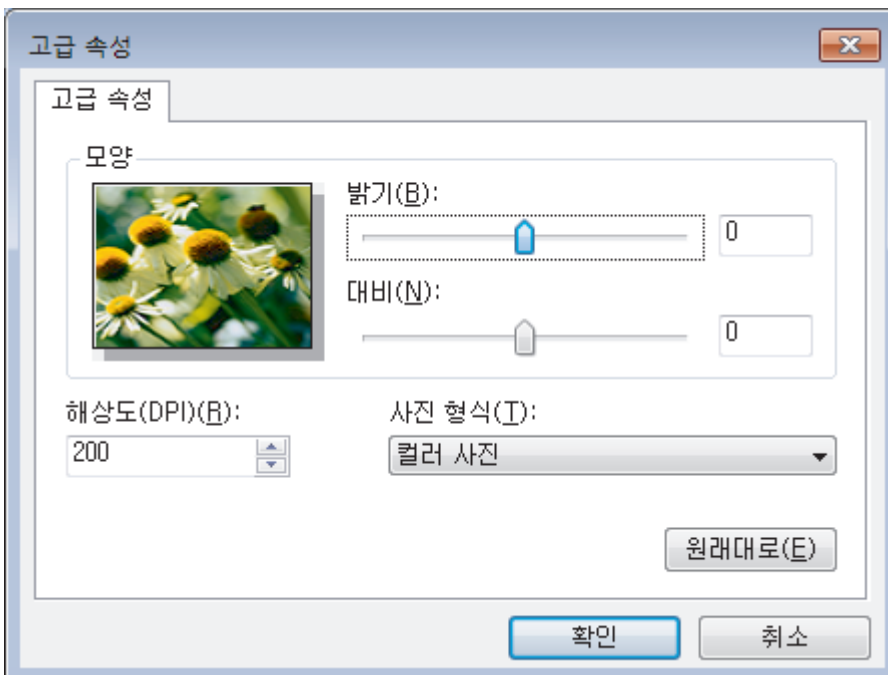 고급 속성
고급 속성
모양
밝기(B):
0
대비(N):
0
해상도(DPI)(R):
사진 형식(T):
200
컬러 사진
원래대로(E)
확인
취소